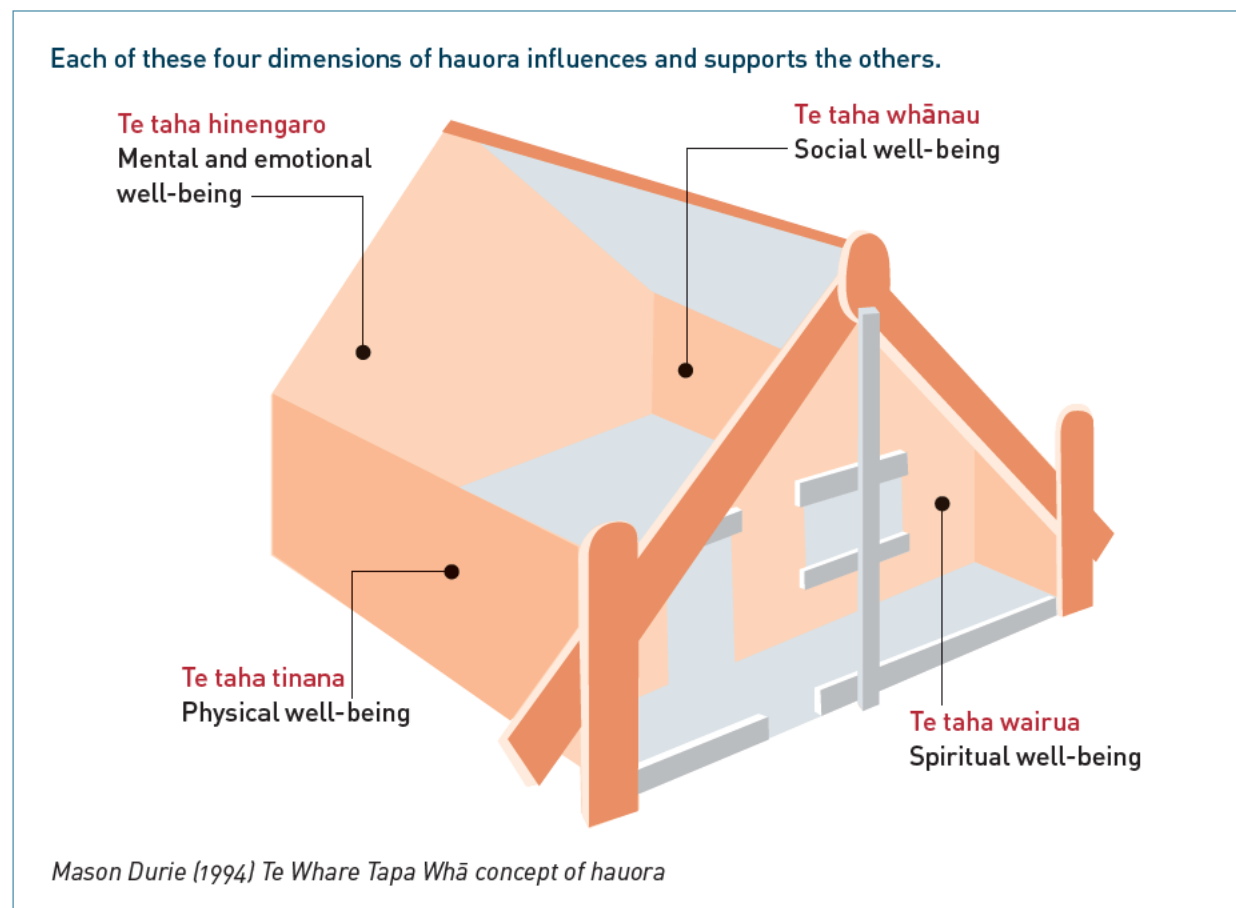 Each of these four dimensions of hauora influences and supports the others.
Te taha hinengaro
Mental and emotional
well-being
Te taha whānau
Social well-being
Te taha tinana
Physical well-being
Te taha wairua
Spiritual well-being
Mason Durie (1994) Te Whare Tapa Whā concept of hauora